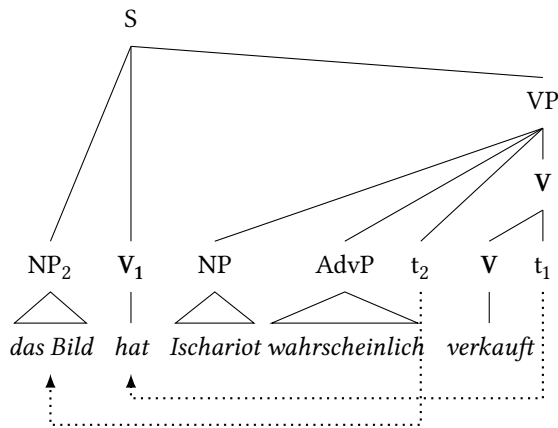 S
VP
V
NP₂ V₁ NP AdvP t₂ V t₁
das Bild hat Ischariot wahrscheinlich verkauft